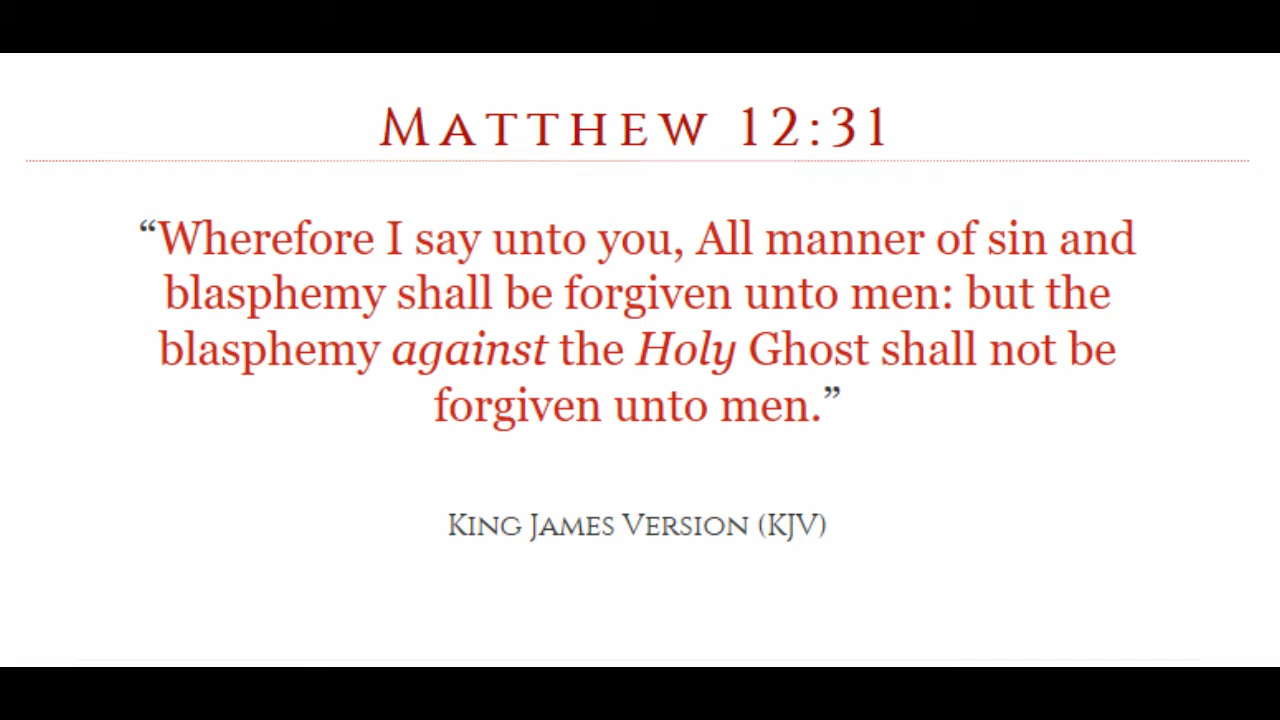 MATTHEW 12:31
“Wherefore I say unto you, All manner of sin and
blasphemy shall be forgiven unto men: but the
blasphemy against the Holy Ghost shall not be
forgiven unto men.”
KING JAMES VERSION (KJV)